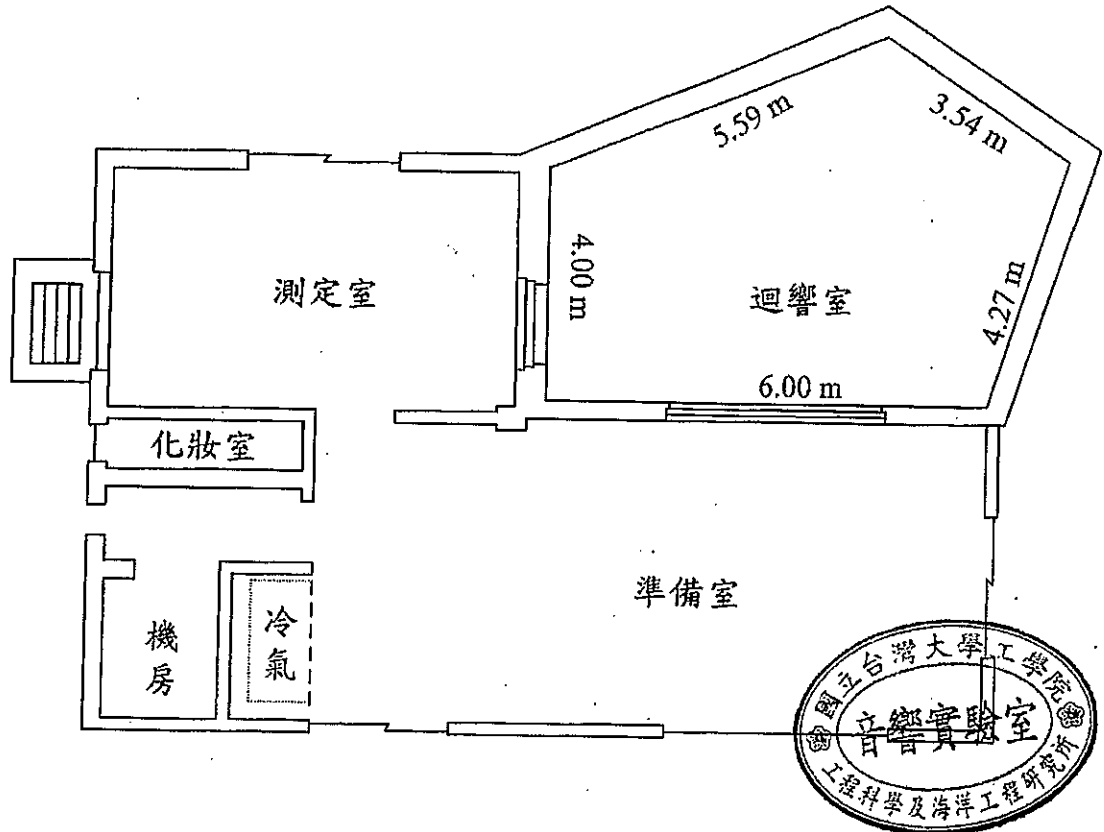 5.59 m
3.54 m
4.00 m
4.27 m
6.00 m
測定室
迴響室
化妝室
準備室
機房
冷氣
國立台灣大學工學院
音響實驗室
工程科學及海洋工程研究所